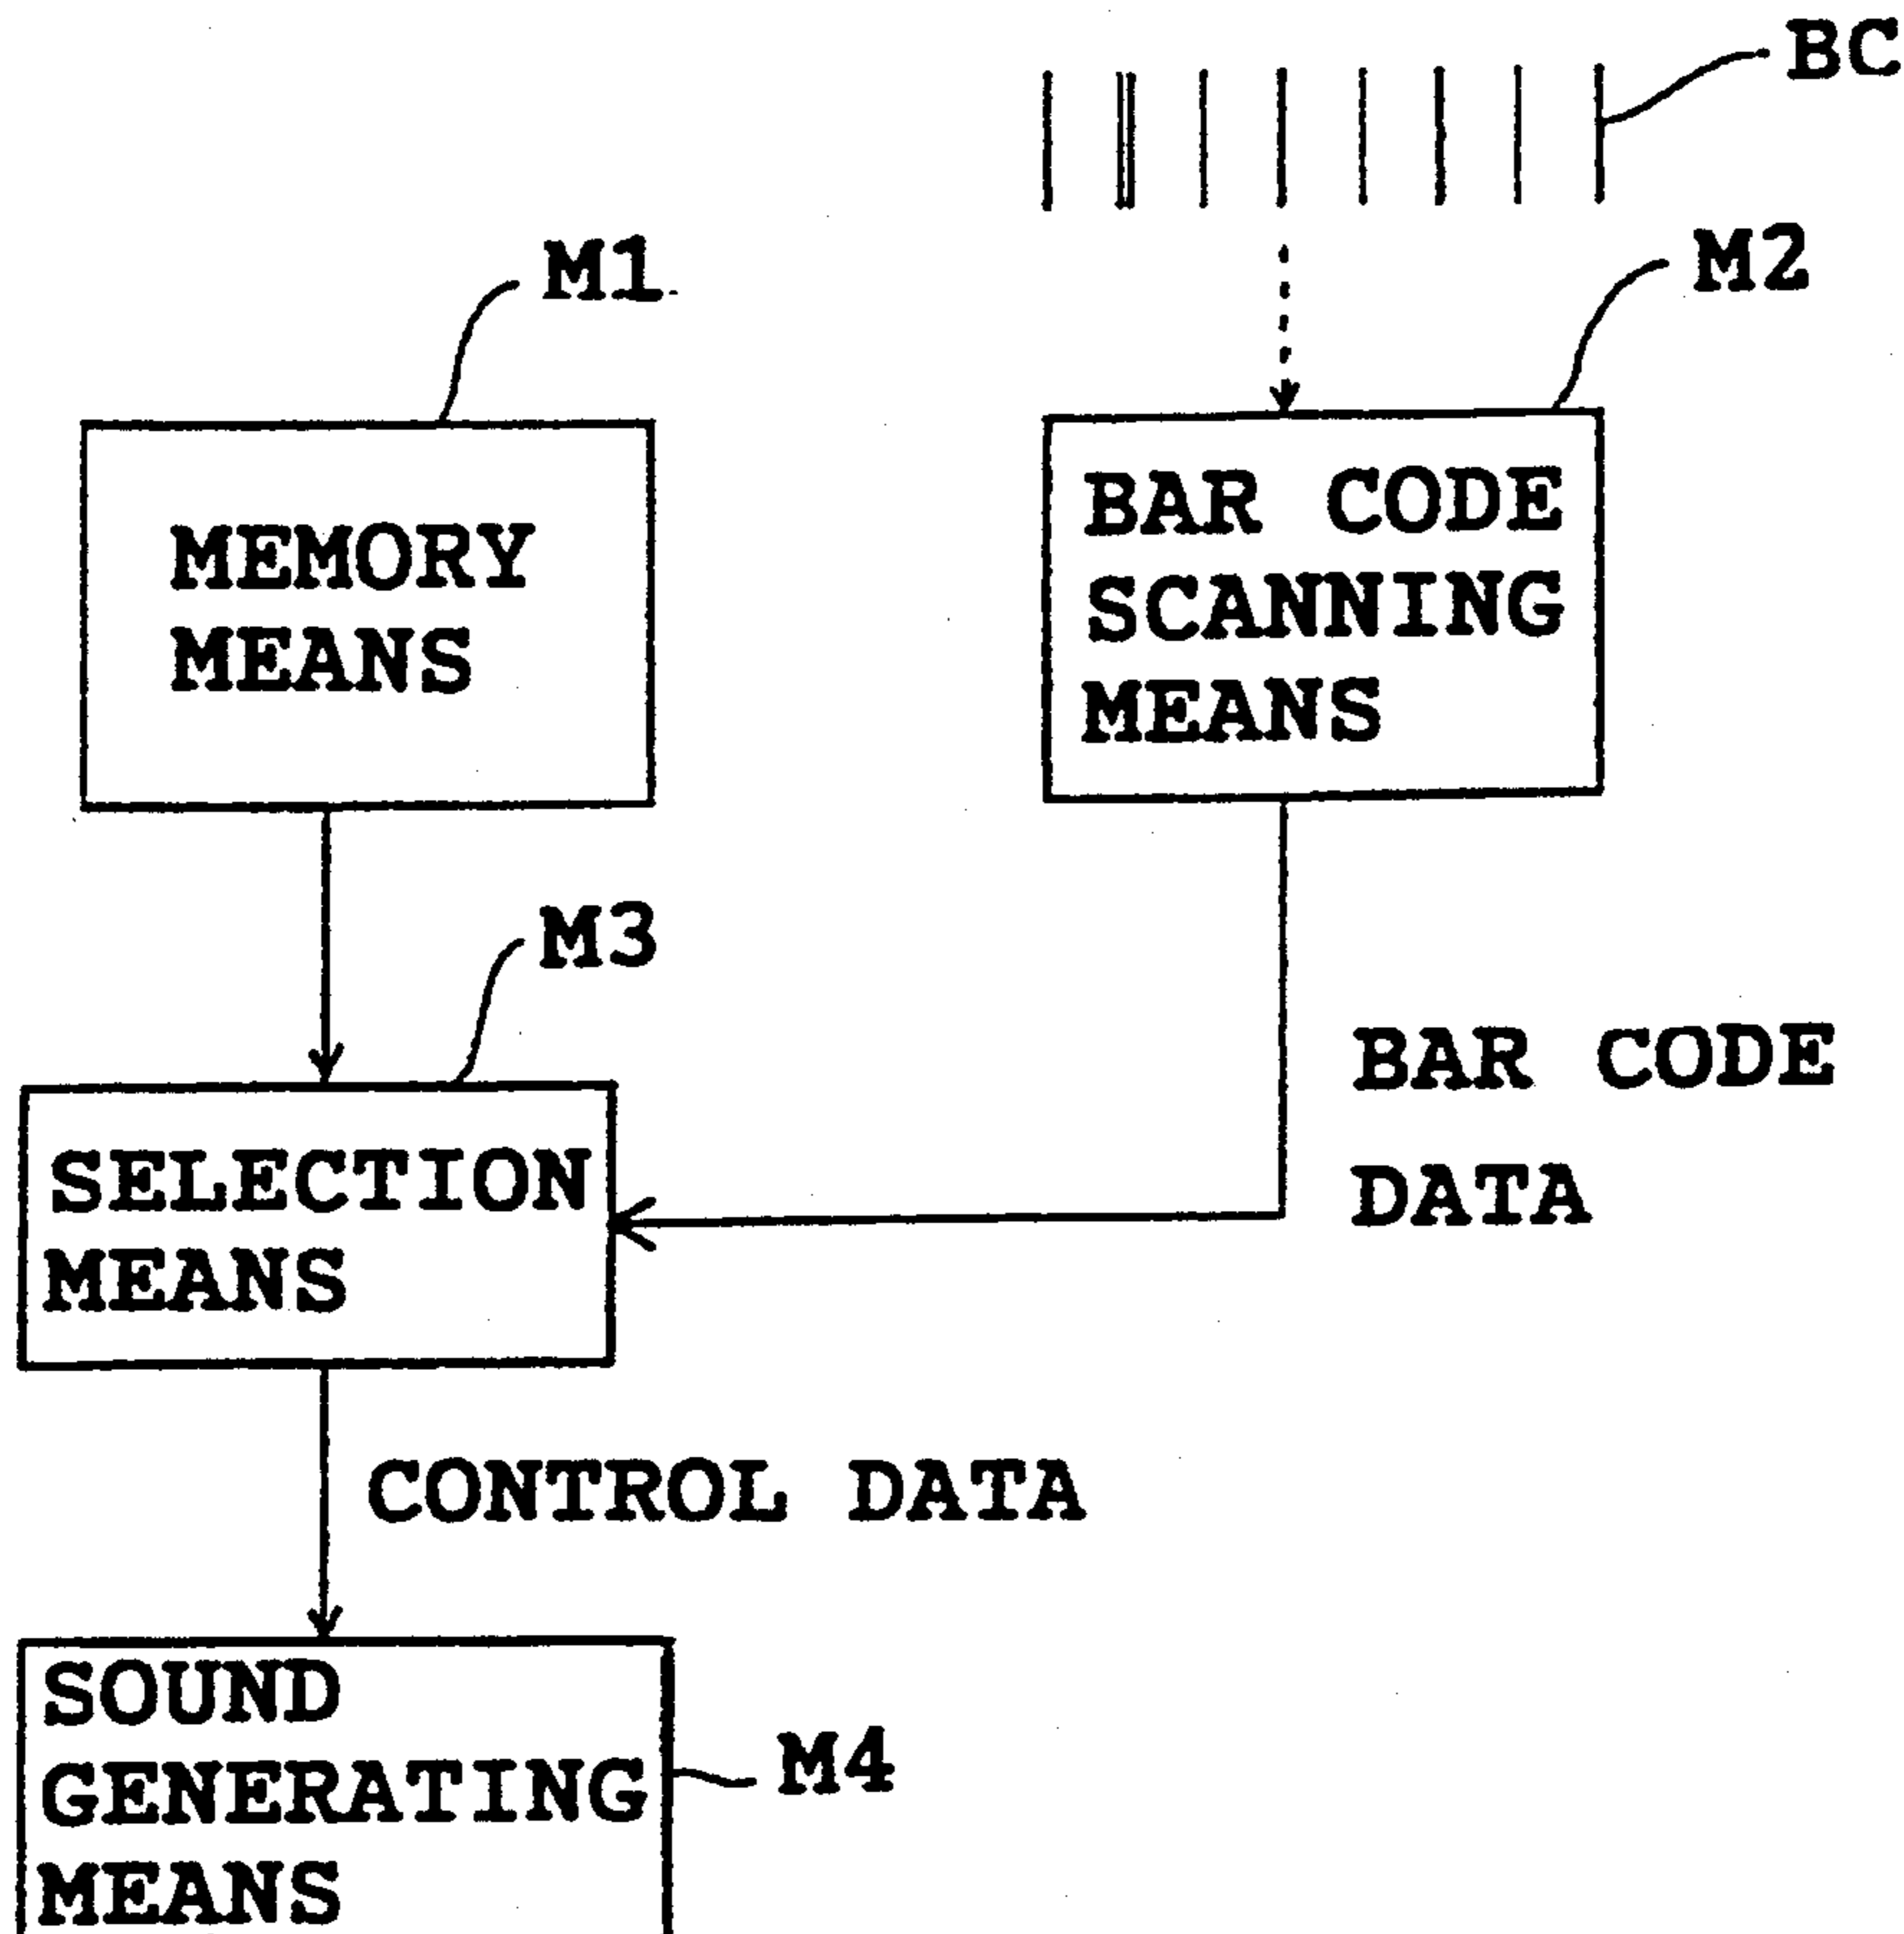 BC
M1
M2
MEMORY
MEANS
BAR CODE
SCANNING
MEANS
M3
BAR CODE
DATA
SELECTION
MEANS
CONTROL DATA
SOUND
GENERATING
MEANS
M4